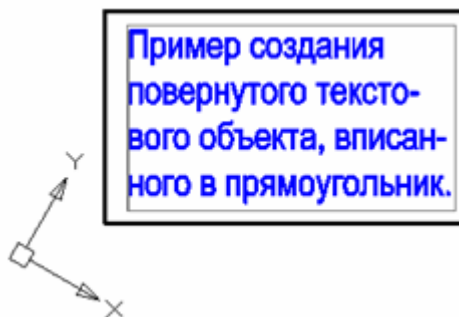 Пример создания
повернутого тексто-
вого объекта, вписан-
ного в прямоугольник.
Y
X